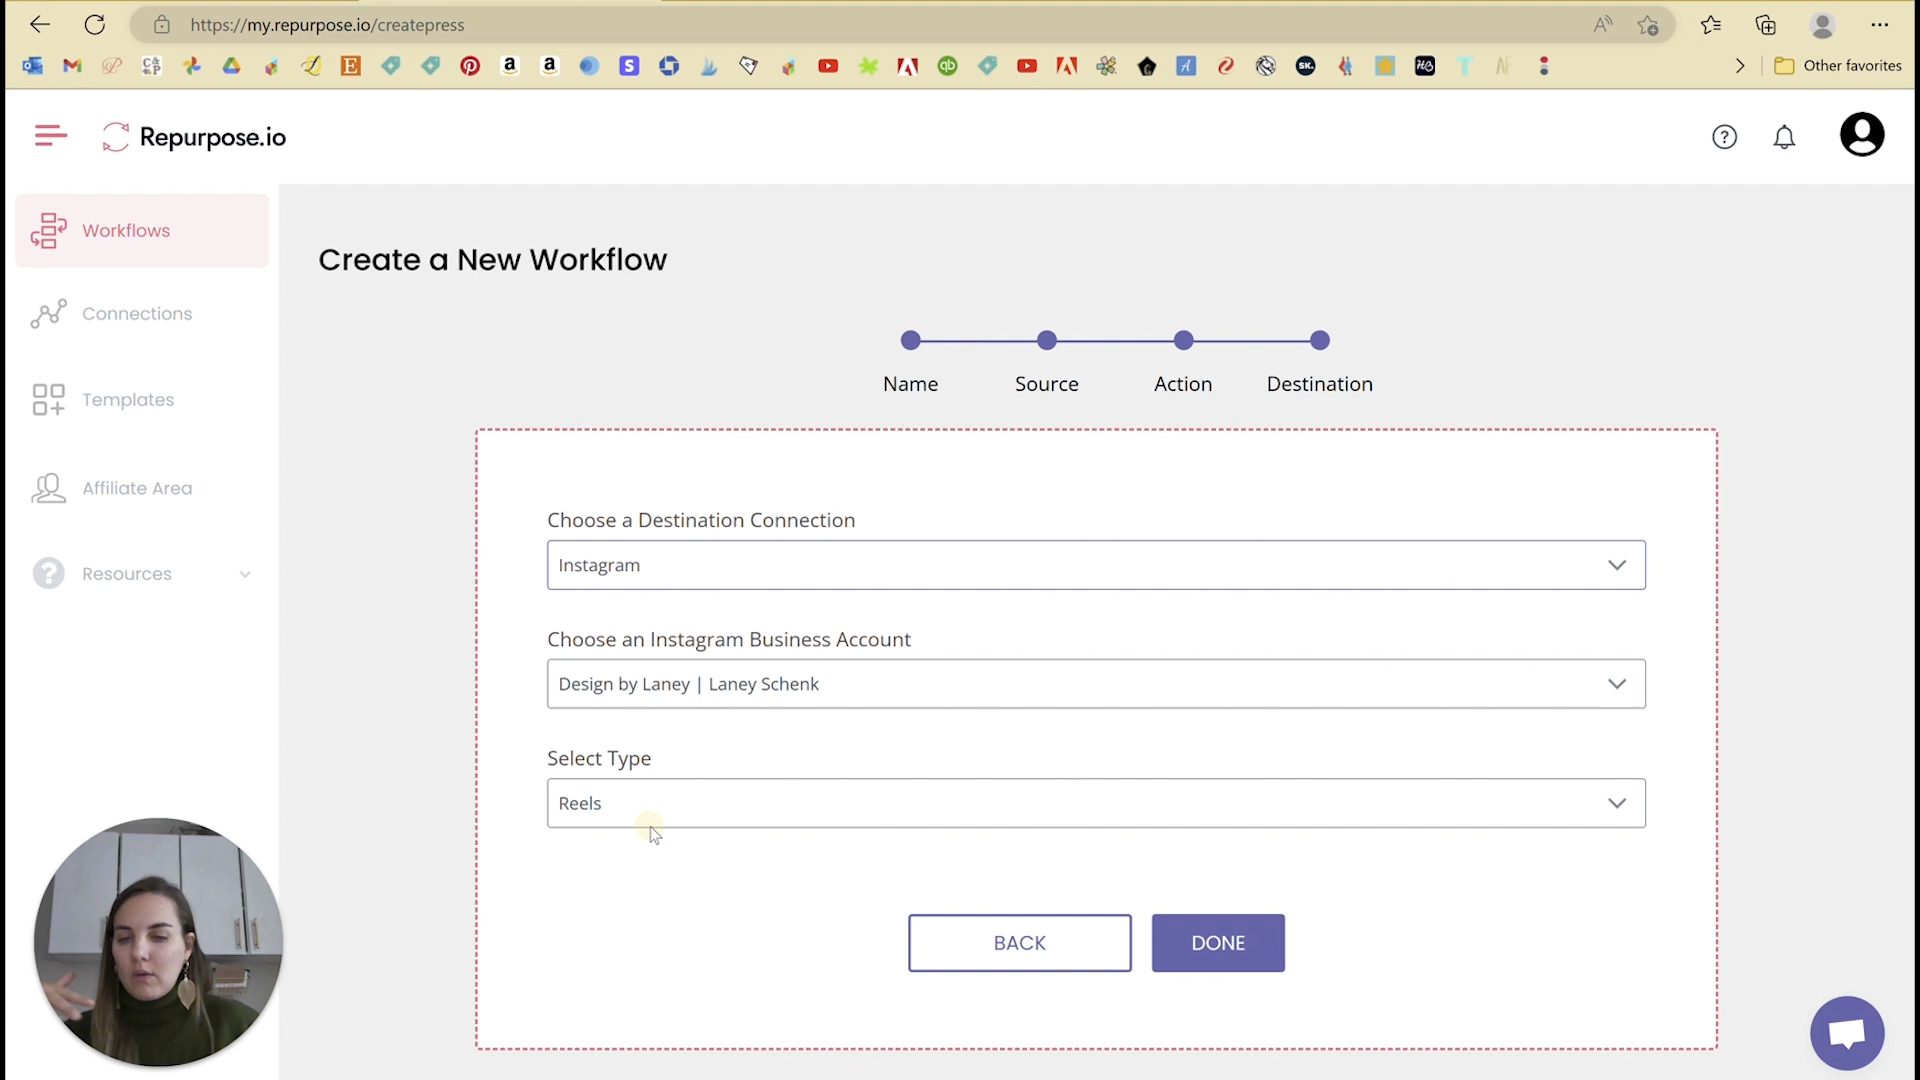 https://my.repurpose.io/createpress
Other favorites
Repurpose.io
Workflows
Connections
Templates
Affiliate Area
Resources
Create a New Workflow
Name
Source
Action
Destination
Choose a Destination Connection
Instagram
Choose an Instagram Business Account
Design by Laney | Laney Schenk
Select Type
Reels
BACK
DONE